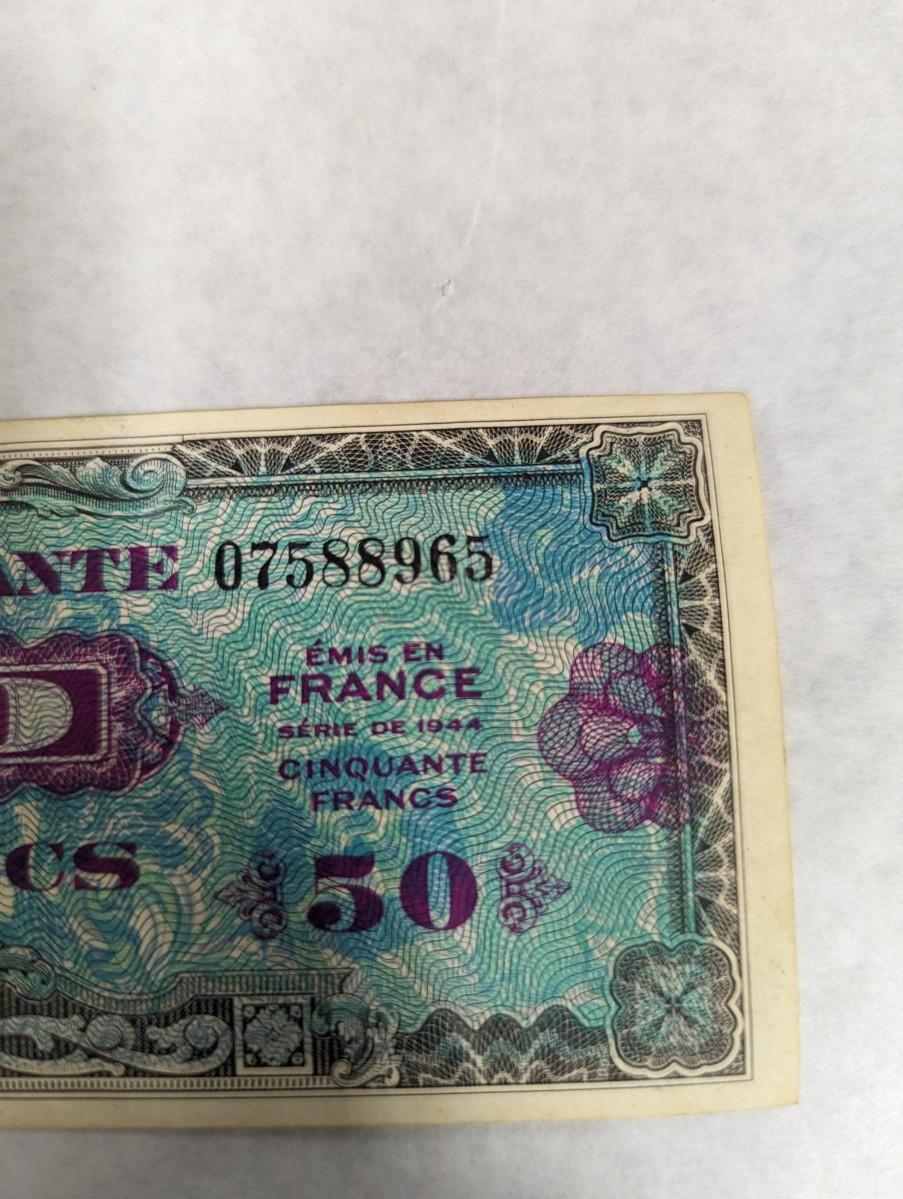 ANTE 07588965
ÉMIS EN
FRANCE
SÉRIE DE 1944
CINQUANTE
FRANCS
CS
50